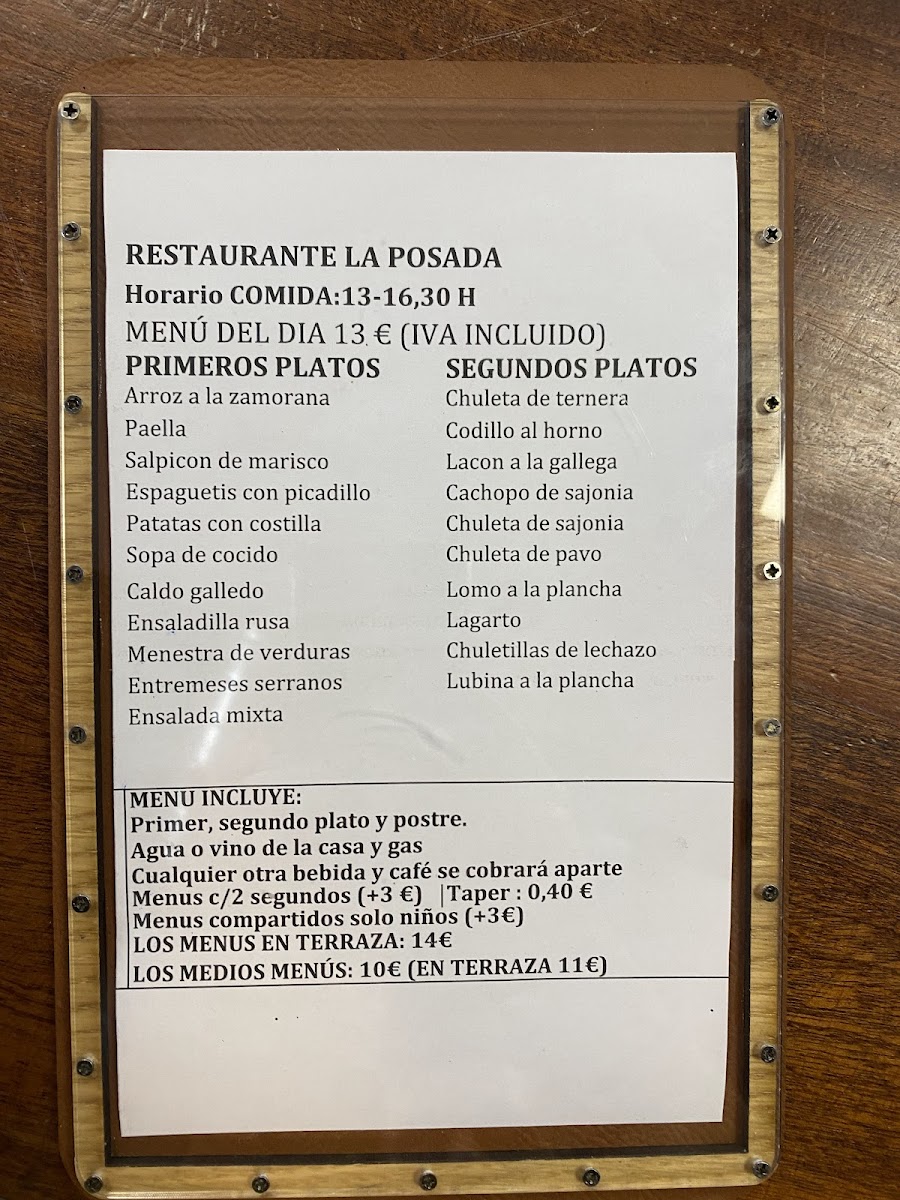 RESTAURANTE LA POSADA
Horario COMIDA:13-16,30 H
MENÚ DEL DIA 13 € (IVA INCLUIDO)
PRIMEROS PLATOS
Arroz a la zamorana
Paella
Salpicon de marisco
Espaguetis con picadillo
Patatas con costilla
Sopa de cocido
Caldo galledo
Ensaladilla rusa
Menestra de verduras
Entremeses serranos
Ensalada mixta
SEGUNDOS PLATOS
Chuleta de ternera
Codillo al horno
Lacon a la gallega
Cachopo de sajonia
Chuleta de sajonia
Chuleta de pavo
Lomo a la plancha
Lagarto
Chuletillas de lechazo
Lubina a la plancha
MENU INCLUYE:
Primer, segundo plato y postre.
Agua o vino de la casa y gas
Cualquier otra bebida y café se cobrará aparte
Menus c/2 segundos (+3 €) |Taper : 0,40 €
Menus compartidos solo niños (+3€)
LOS MENUS EN TERRAZA: 14€
LOS MEDIOS MENÚS: 10€ (EN TERRAZA 11€)